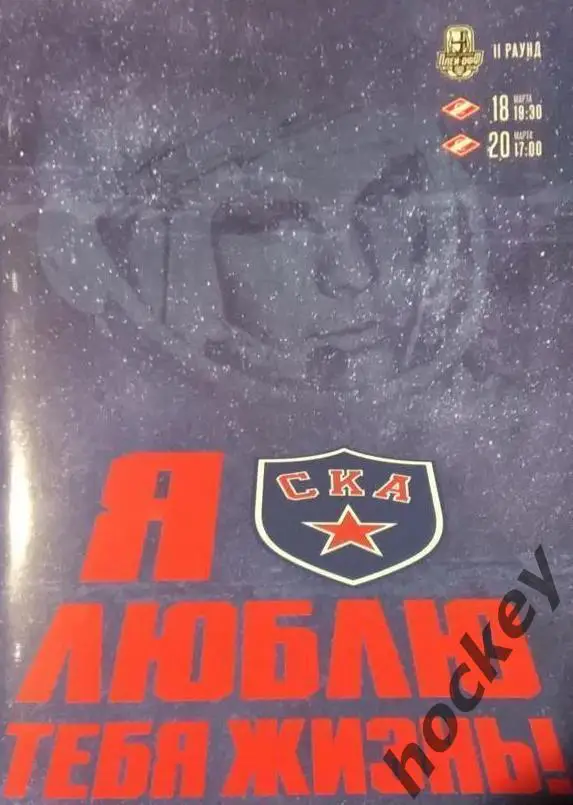 ПЛЕЙ-ОФФ
II РАУНД
18 МАРТА 19:30
20 МАРТА 17:00
Я СКА
ЛЮБЛЮ
ТЕБЯ ЖИЗНЬ!
hockey